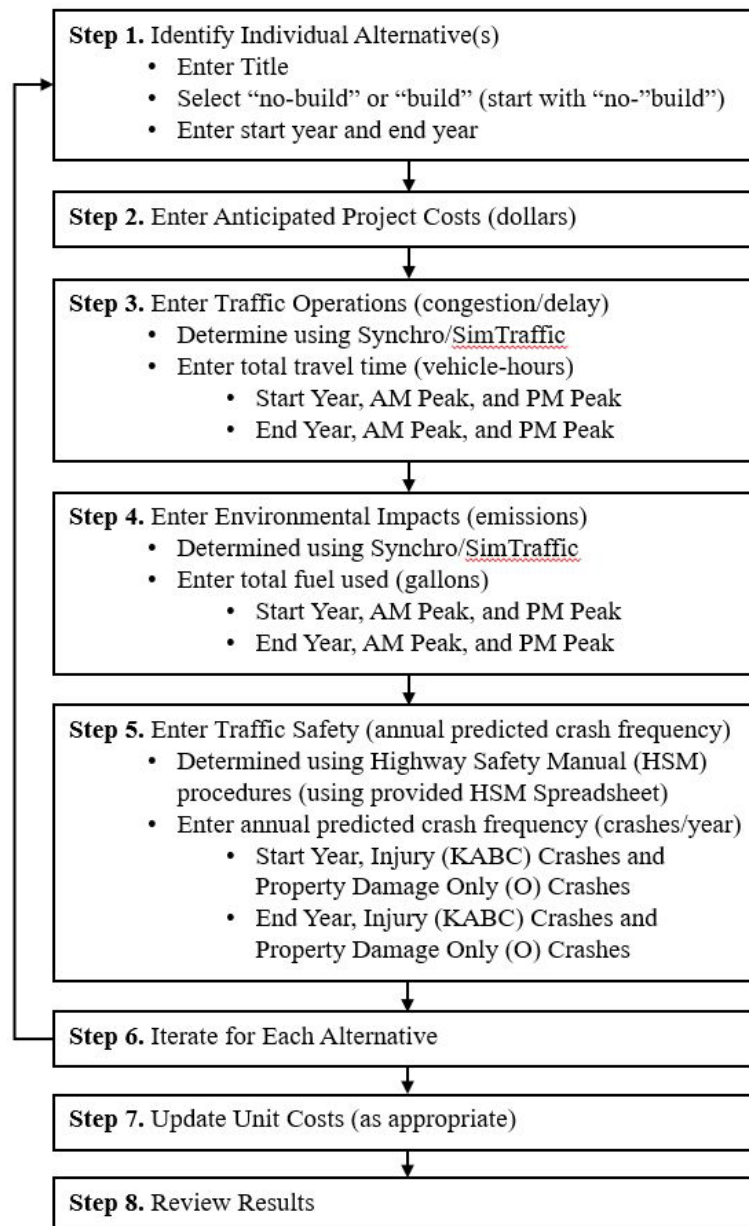 Step 1. Identify Individual Alternative(s)
• Enter Title
• Select “no-build” or “build” (start with “no-”build”)
• Enter start year and end year
Step 2. Enter Anticipated Project Costs (dollars)
Step 3. Enter Traffic Operations (congestion/delay)
• Determine using Synchro/SimTraffic
• Enter total travel time (vehicle-hours)
• Start Year, AM Peak, and PM Peak
• End Year, AM Peak, and PM Peak
Step 4. Enter Environmental Impacts (emissions)
• Determined using Synchro/SimTraffic
• Enter total fuel used (gallons)
• Start Year, AM Peak, and PM Peak
• End Year, AM Peak, and PM Peak
Step 5. Enter Traffic Safety (annual predicted crash frequency)
• Determined using Highway Safety Manual (HSM)
procedures (using provided HSM Spreadsheet)
• Enter annual predicted crash frequency (crashes/year)
• Start Year, Injury (KABC) Crashes and
Property Damage Only (O) Crashes
• End Year, Injury (KABC) Crashes and
Property Damage Only (O) Crashes
Step 6. Iterate for Each Alternative
Step 7. Update Unit Costs (as appropriate)
Step 8. Review Results